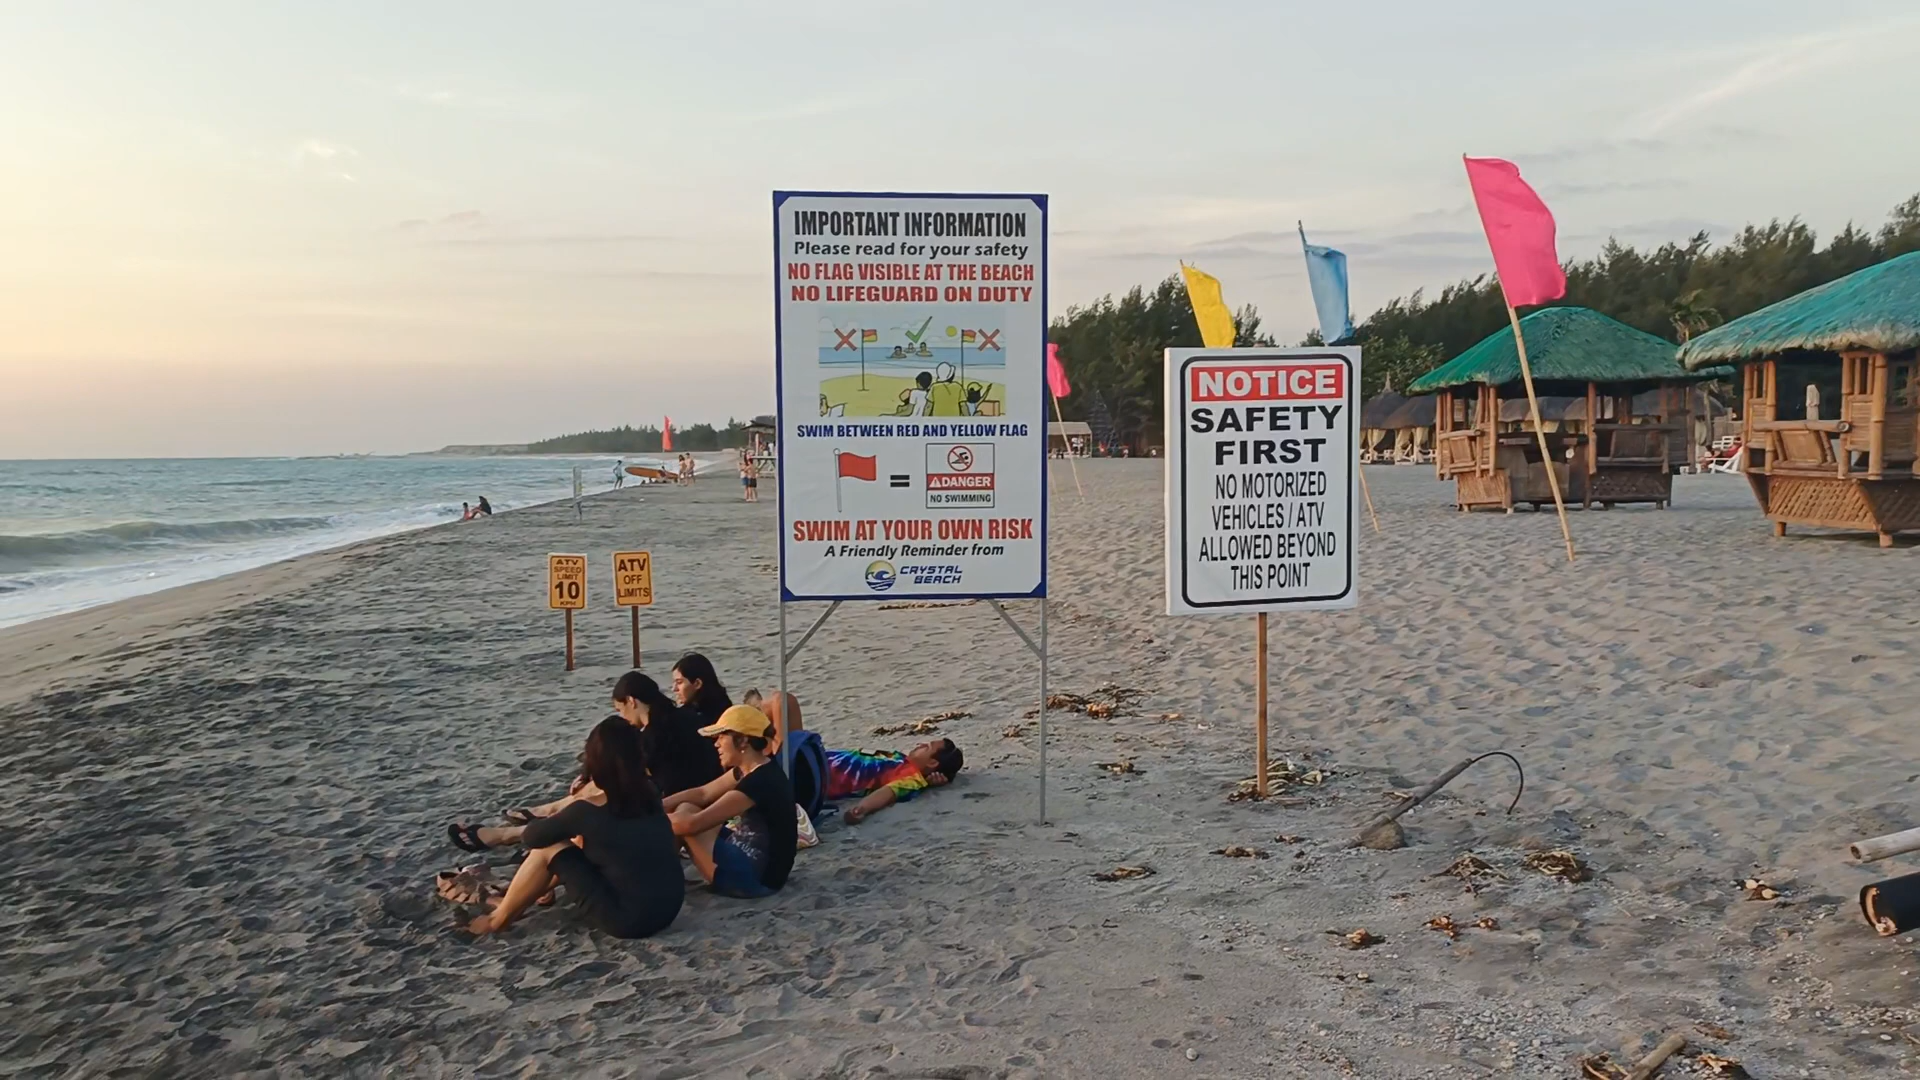 IMPORTANT INFORMATION
Please read for your safety
NO FLAG VISIBLE AT THE BEACH
NO LIFEGUARD ON DUTY
SWIM BETWEEN RED AND YELLOW FLAG
=
DANGER
NO SWIMMING
SWIM AT YOUR OWN RISK
A Friendly Reminder from
CRYSTAL
BEACH
NOTICE
SAFETY
FIRST
NO MOTORIZED
VEHICLES / ATV
ALLOWED BEYOND
THIS POINT
ATV
SPEED
LIMIT
10
KPH
ATV
OFF
LIMITS